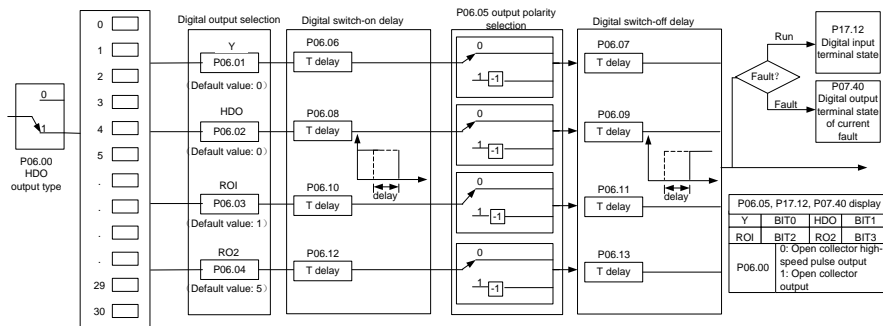 Digital output selection
Digital switch-on delay
P06.05 output polarity
selection
Digital switch-off delay
0
1
2
3
4
5
.
.
.
.
29
30
0
1
P06.00
HDO
output type
Y
P06.01
(Default value: 0)
HDO
P06.02
(Default value: 0)
ROI
P06.03
(Default value: 1)
RO2
P06.04
(Default value: 5)
P06.06
T delay
P06.08
T delay
delay
P06.10
T delay
P06.12
T delay
0
1
-1
0
1
-1
0
1
-1
0
1
-1
P06.07
T delay
P06.09
T delay
delay
P06.11
T delay
P06.13
T delay
Run
Fault?
Fault
P17.12
Digital input
terminal state
P07.40
Digital output
terminal state
of current
fault
P06.05, P17.12, P07.40 display
Y BIT0 HDO BIT1
ROI BIT2 RO2 BIT3
P06.00
0: Open collector high-
speed pulse output
1: Open collector
output